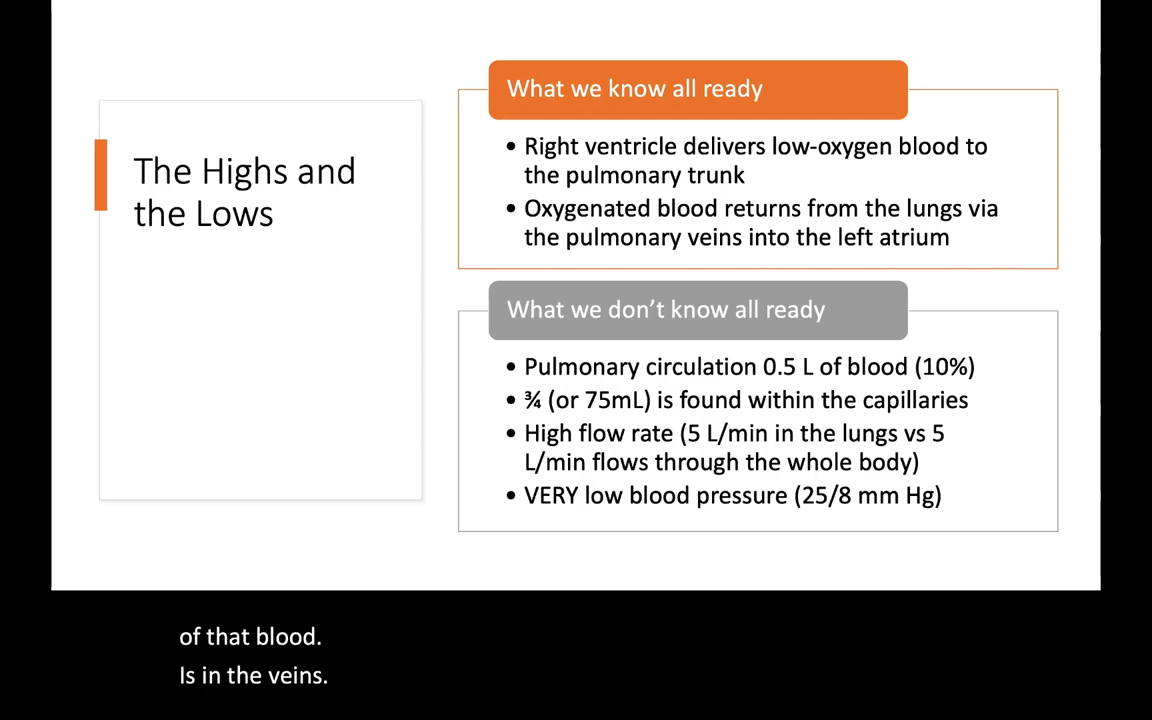 The Highs and
the Lows
What we know all ready
• Right ventricle delivers low-oxygen blood to
the pulmonary trunk
• Oxygenated blood returns from the lungs via
the pulmonary veins into the left atrium
What we don’t know all ready
• Pulmonary circulation 0.5 L of blood (10%)
• ¾ (or 75mL) is found within the capillaries
• High flow rate (5 L/min in the lungs vs 5
L/min flows through the whole body)
• VERY low blood pressure (25/8 mm Hg)
of that blood.
Is in the veins.